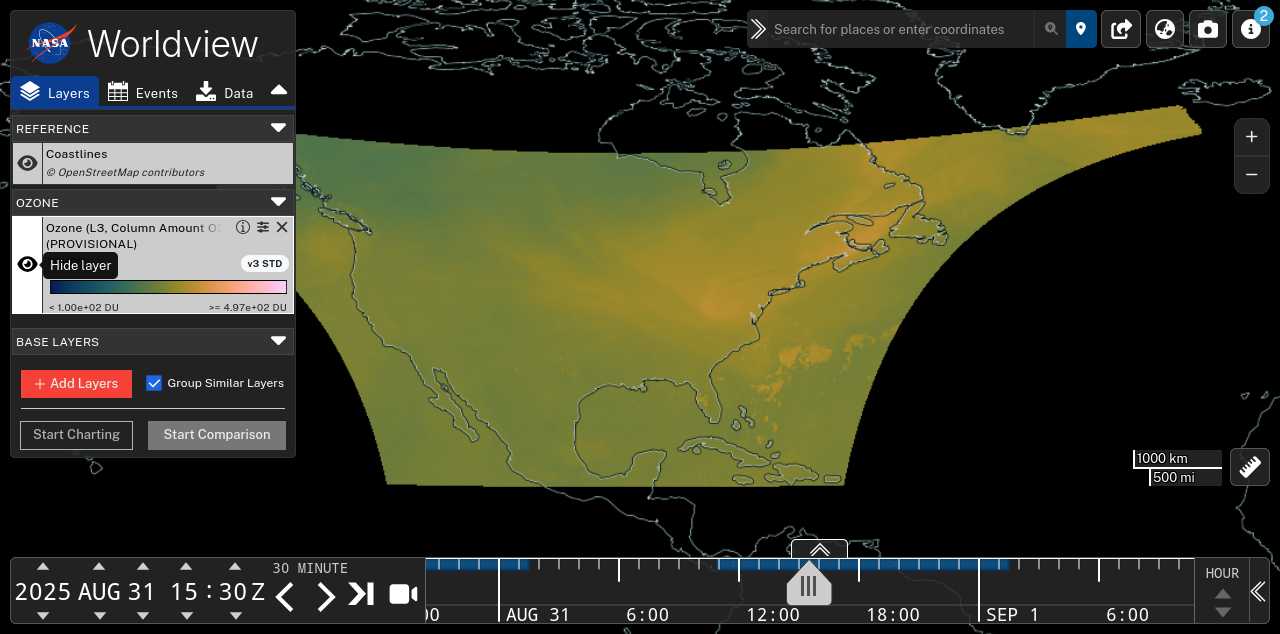 NASA
Worldview
Layers
Events
Data
REFERENCE
Coastlines
© OpenStreetMap contributors
OZONE
Ozone (L3, Column Amount
(PROVISIONAL)
Hide layer
v3 STD
< 1.00e+02 DU
>= 4.97e+02 DU
BASE LAYERS
+ Add Layers
Group Similar Layers
Start Charting
Start Comparison
Search for places or enter coordinates
2
+
−
1000 km
500 mi
2025 AUG 31 15 : 30 Z
30 MINUTE
AUG 31
6:00
12:00
18:00
SEP 1
6:00
HOUR